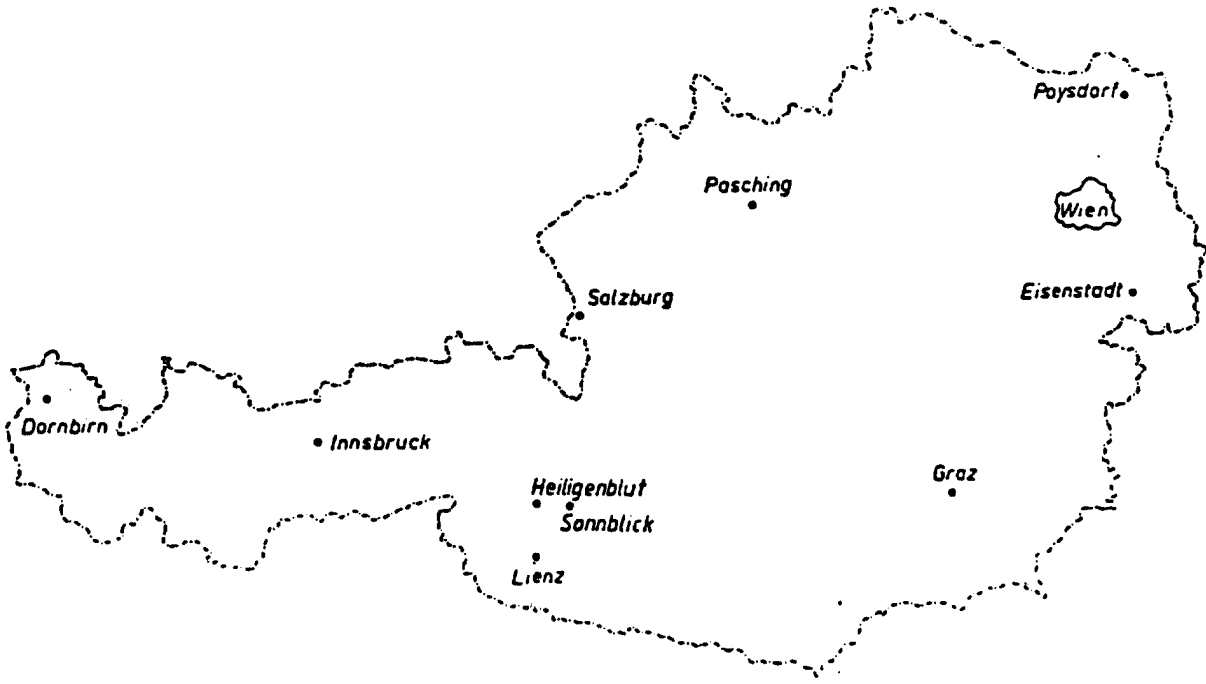 Poysdorf
Pasching
Wien
Salzburg
Eisenstadt
Dornbirn
Innsbruck
Graz
Heiligenblut
Sonnblick
Lienz